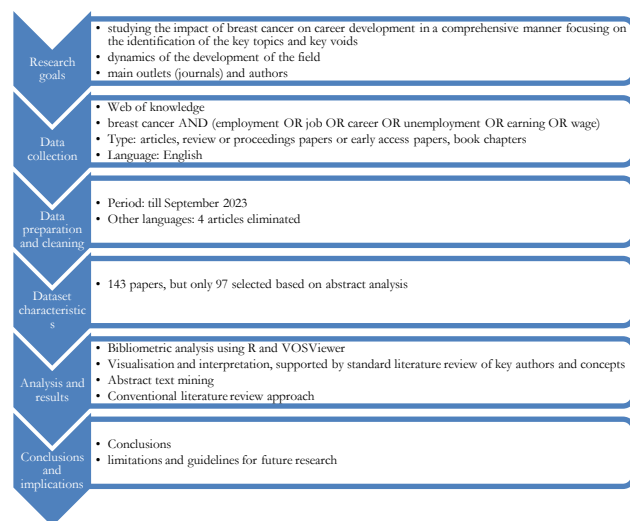 Research
goals
• studying the impact of breast cancer on career development in a comprehensive manner focusing on
the identification of the key topics and key voids
• dynamics of the development of the field
• main outlets (journals) and authors
Data
collection
• Web of knowledge
• breast cancer AND (employment OR job OR career OR unemployment OR earning OR wage)
• Type: articles, review or proceedings papers or early access papers, book chapters
• Language: English
Data
preparation
and cleaning
• Period: till September 2023
• Other languages: 4 articles eliminated
Dataset
characteristic
s
• 143 papers, but only 97 selected based on abstract analysis
Analysis and
results
• Bibliometric analysis using R and VOSViewer
• Visualisation and interpretation, supported by standard literature review of key authors and concepts
• Abstract text mining
• Conventional literature review approach
Conclusions
and
implications
• Conclusions
• limitations and guidelines for future research